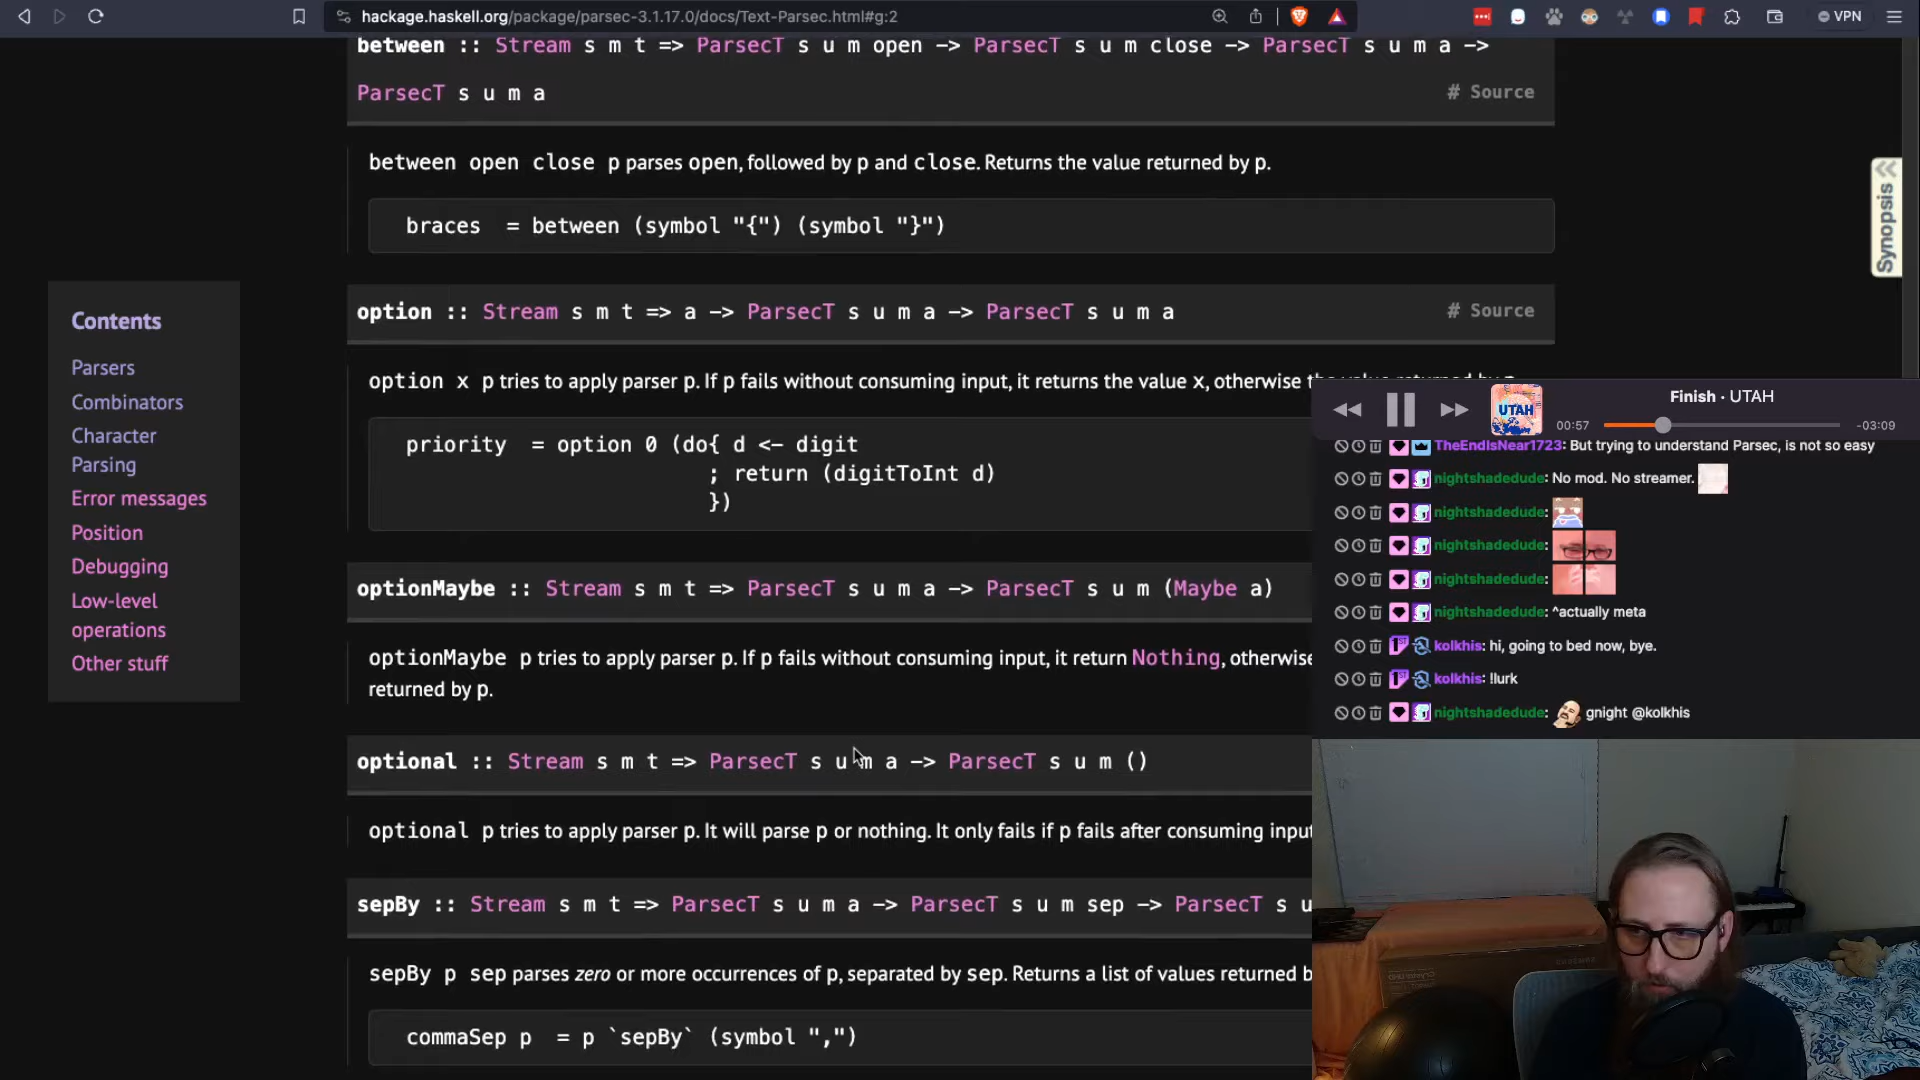 hackage.haskell.org/package/parsec-3.1.17.0/docs/Text-Parsec.html#g:2
VPN
between :: Stream s m t => ParsecT s u m open -> ParsecT s u m close -> ParsecT s u m a ->
ParsecT s u m a
# Source
between open close p parses open, followed by p and close. Returns the value returned by p.
braces = between (symbol "{") (symbol "}")
Synopsis
option :: Stream s m t => a -> ParsecT s u m a -> ParsecT s u m a
# Source
option x p tries to apply parser p. If p fails without consuming input, it returns the value x, otherwise the value returned by p.
priority = option 0 (do{ d <- digit
; return (digitToInt d)
})
optionMaybe :: Stream s m t => ParsecT s u m a -> ParsecT s u m (Maybe a)
optionMaybe p tries to apply parser p. If p fails without consuming input, it return Nothing, otherwise
returned by p.
optional :: Stream s m t => ParsecT s u m a -> ParsecT s u m ()
optional p tries to apply parser p. It will parse p or nothing. It only fails if p fails after consuming input
sepBy :: Stream s m t => ParsecT s u m a -> ParsecT s u m sep -> ParsecT s u
sepBy p sep parses zero or more occurrences of p, separated by sep. Returns a list of values returned b
commaSep p = p `sepBy` (symbol ",")
Contents
Parsers
Combinators
Character
Parsing
Error messages
Position
Debugging
Low-level
operations
Other stuff
UTAH
Finish · UTAH
00:57
-03:09
TheEndIsNear1723: But trying to understand Parsec, is not so easy
nightshadedude: No mod. No streamer.
nightshadedude:
nightshadedude:
nightshadedude:
nightshadedude: ^actually meta
kolkhis: hi, going to bed now, bye.
kolkhis: !lurk
nightshadedude: gnight @kolkhis